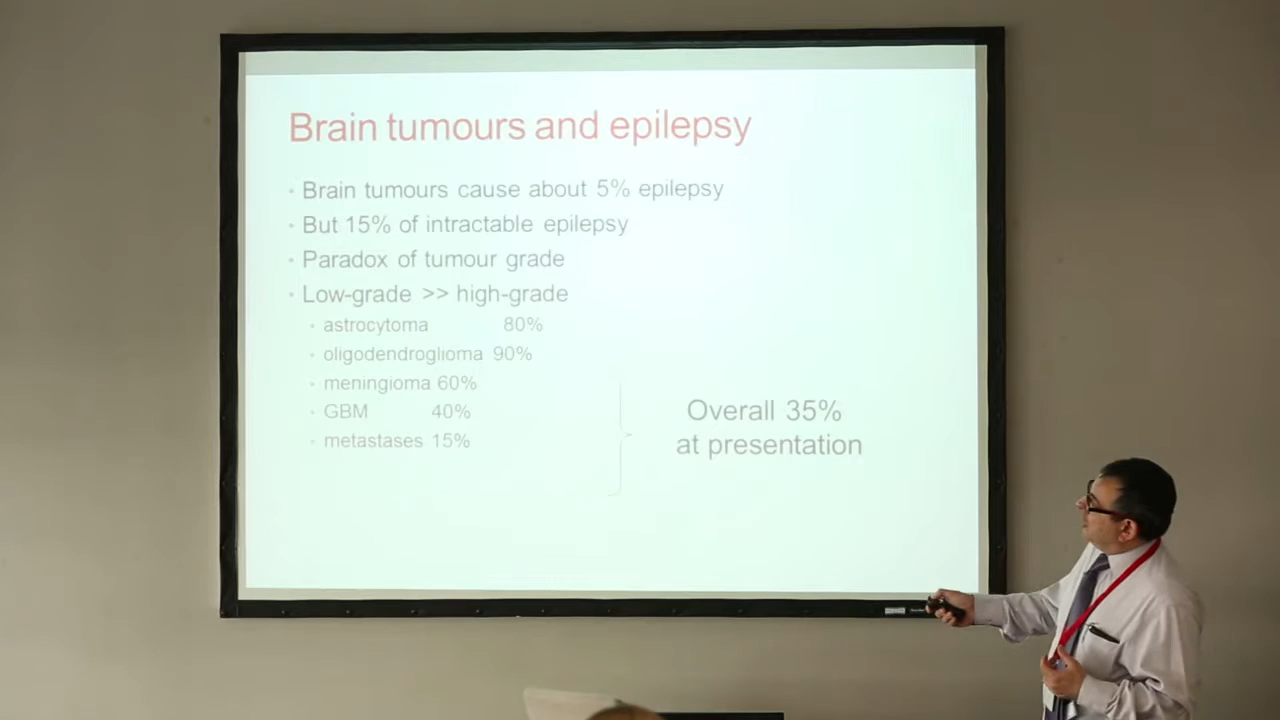 Brain tumours and epilepsy
• Brain tumours cause about 5% epilepsy
• But 15% of intractable epilepsy
• Paradox of tumour grade
• Low-grade >> high-grade
• astrocytoma 80%
• oligodendroglioma 90%
• meningioma 60%
• GBM 40%
• metastases 15%
Overall 35%
at presentation